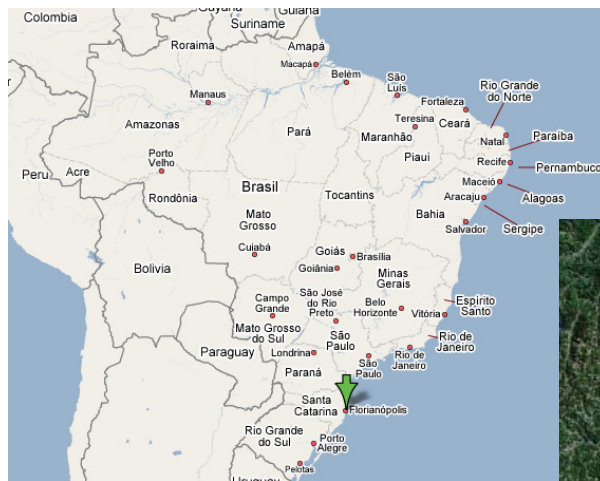 Colombia
Guyana
Guiana
Suriname
Roraima
Amapá
Macapá
Belém
São
Luís
Rio Grande
do Norte
Manaus
Fortaleza
Teresina
Ceará
Amazonas
Pará
Maranhão
Natal
Paraíba
Porto
Velho
Piauí
Recife
Pernambuco
Peru
Acre
Maceió
Rondônia
Brasil
Tocantins
Aracaju
Alagoas
Mato
Grosso
Bahia
Salvador
Sergipe
Cuiabá
Goiás
Brasília
Bolivia
Goiânia
Minas
Gerais
Campo
Grande
São José
do Rio
Preto
Belo
Horizonte
Espírito
Santo
Vitória
Mato Grosso
do Sul
São
Paulo
Rio de
Janeiro
Paraguay
Londrina
São
Paulo
Rio de
Janeiro
Paraná
Santa
Catarina
Florianópolis
Rio Grande
do Sul
Porto
Alegre
Pelotas
Uruguay